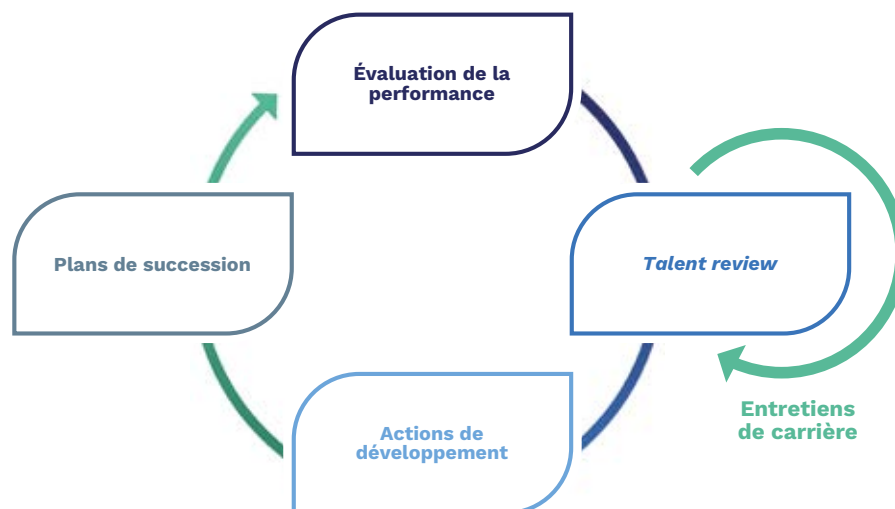 Évaluation de la
performance
Plans de succession
Talent review
Actions de
développement
Entretiens
de carrière